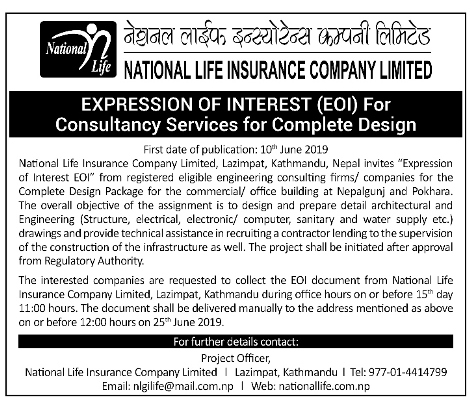 National
Life
नेशनल लाईफ इन्स्योरेन्स कम्पनी लिमिटेड
NATIONAL LIFE INSURANCE COMPANY LIMITED
EXPRESSION OF INTEREST (EOI) For
Consultancy Services for Complete Design
First date of publication: 10th June 2019
National Life Insurance Company Limited, Lazimpat, Kathmandu, Nepal invites "Expression
of Interest EOI" from registered eligible engineering consulting firms/ companies for the
Complete Design Package for the commercial/ office building at Nepalgunj and Pokhara.
The overall objective of the assignment is to design and prepare detail architectural and
Engineering (Structure, electrical, electronic/ computer, sanitary and water supply etc.)
drawings and provide technical assistance in recruiting a contractor lending to the supervision
of the construction of the infrastructure as well. The project shall be initiated after approval
from Regulatory Authority.
The interested companies are requested to collect the EOI document from National Life
Insurance Company Limited, Lazimpat, Kathmandu during office hours on or before 15th day
11:00 hours. The document shall be delivered manually to the address mentioned as above
on or before 12:00 hours on 25th June 2019.
For further details contact:
Project Officer,
National Life Insurance Company Limited I Lazimpat, Kathmandu I Tel: 977-01-4414799
Email: nlgilife@mail.com.np I Web: nationallife.com.np